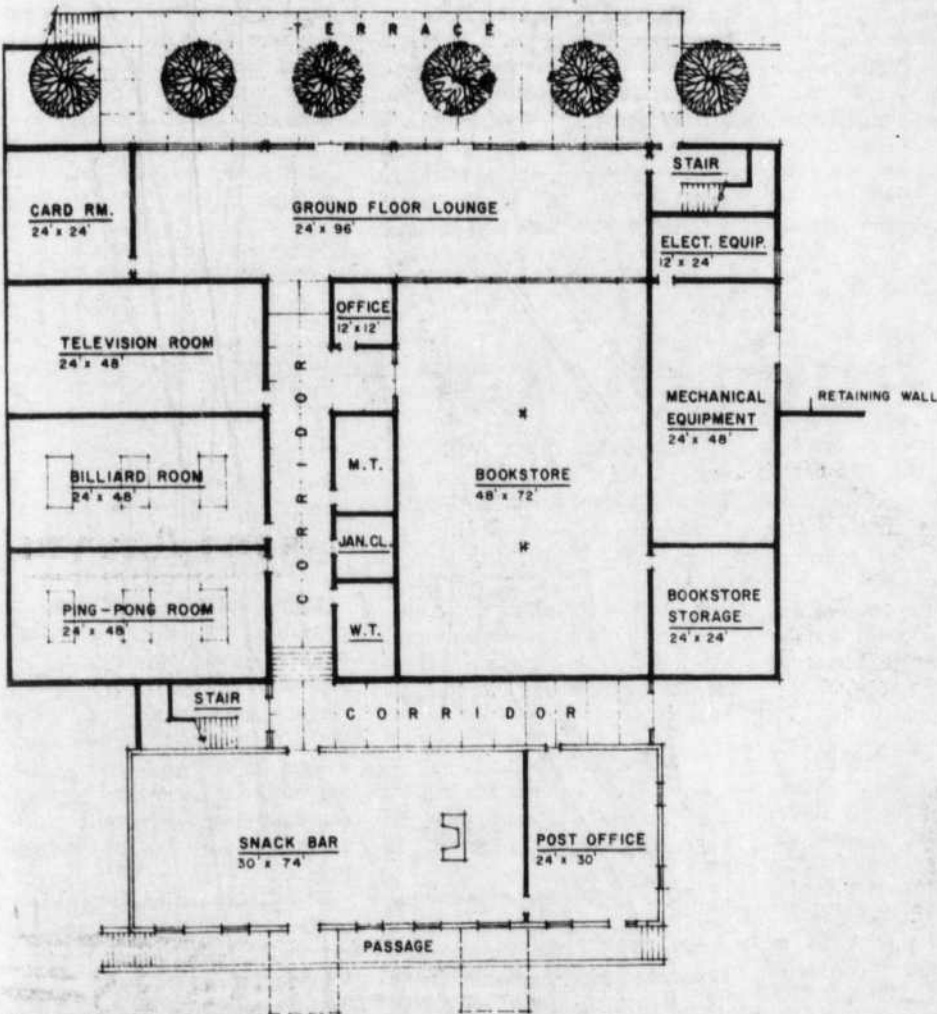 TERRACE
STAIR
CARD RM.
24' x 24'
GROUND FLOOR LOUNGE
24' x 96'
ELECT. EQUIP.
12' x 24'
OFFICE
12' x 12'
TELEVISION ROOM
24' x 48'
CORRIDOR
MECHANICAL
EQUIPMENT
24' x 48'
RETAINING WALL
BILLIARD ROOM
24' x 48'
M.T.
BOOKSTORE
48' x 72'
JAN. CL.
PING-PONG ROOM
24' x 48'
W.T.
BOOKSTORE
STORAGE
24' x 24'
STAIR
CORRIDOR
SNACK BAR
30' x 74'
POST OFFICE
24' x 30'
PASSAGE